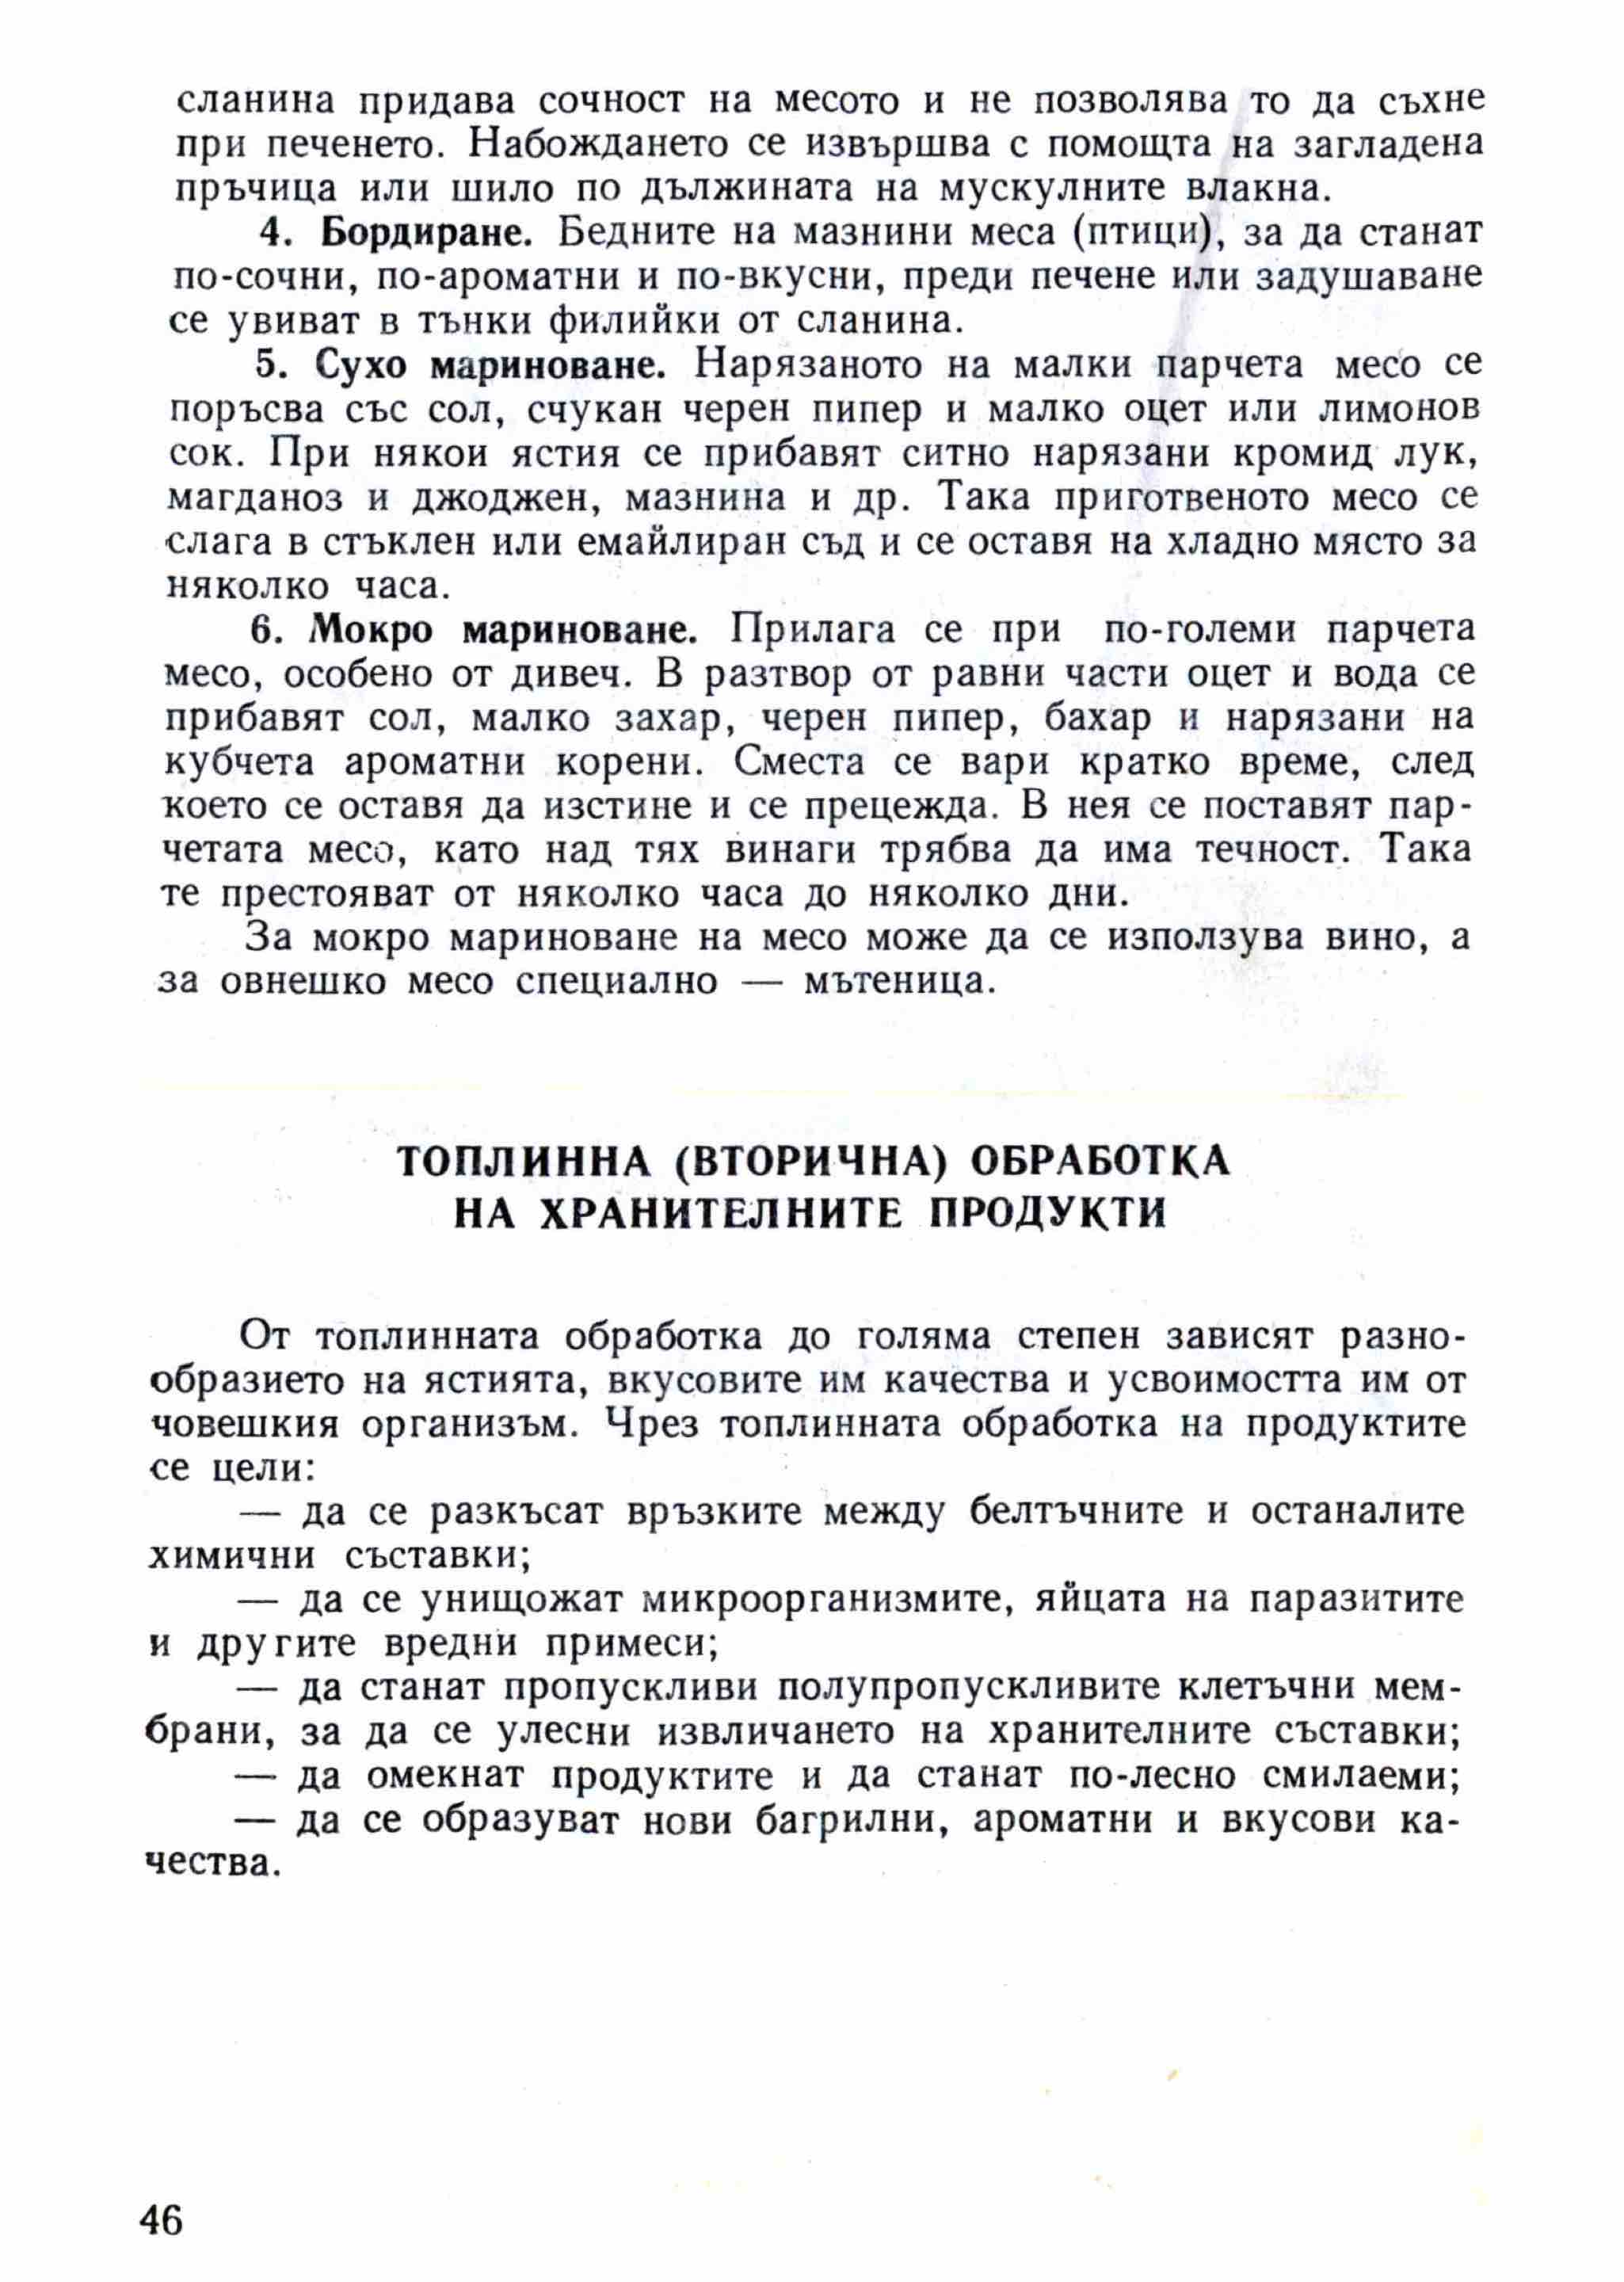 сланина придава сочност на месото и не позволява то да съхне
при печенето. Набождането се извършва с помощта на загладена
пръчица или шило по дължината на мускулните влакна.
4. Бордиране. Бедните на мазнини меса (птици), за да станат
по-сочни, по-ароматни и по-вкусни, преди печене или задушаване
се увиват в тънки филийки от сланина.
5. Сухо мариноване. Нарязаното на малки парчета месо се
поръсва със сол, счукан черен пипер и малко оцет или лимонов
сок. При някои ястия се прибавят ситно нарязани кромид лук,
магданоз и джоджен, мазнина и др. Така приготвеното месо се
слага в стъклен или емайлиран съд и се оставя на хладно място за
няколко часа.
6. Мокро мариноване. Прилага се при по-големи парчета
месо, особено от дивеч. В разтвор от равни части оцет и вода се
прибавят сол, малко захар, черен пипер, бахар и нарязани на
кубчета ароматни корени. Сместа се вари кратко време, след
което се оставя да изстине и се прецежда. В нея се поставят пар-
четата месо, като над тях винаги трябва да има течност. Така
те престояват от няколко часа до няколко дни.
За мокро мариноване на месо може да се използува вино, а
за овнешко месо специално — мътеница.
ТОПЛИННА (ВТОРИЧНА) ОБРАБОТКА
НА ХРАНИТЕЛНИТЕ ПРОДУКТИ
От топлинната обработка до голяма степен зависят разно-
образието на ястията, вкусовите им качества и усвоимостта им от
човешкия организъм. Чрез топлинната обработка на продуктите
се цели:
— да се разкъсат връзките между белтъчните и останалите
химични съставки;
— да се унищожат микроорганизмите, яйцата на паразитите
и другите вредни примеси;
— да станат пропускливи полупропускливите клетъчни мем-
брани, за да се улесни извличането на хранителните съставки;
— да омекнат продуктите и да станат по-лесно смилаеми;
— да се образуват нови багрилни, ароматни и вкусови ка-
чества.
46